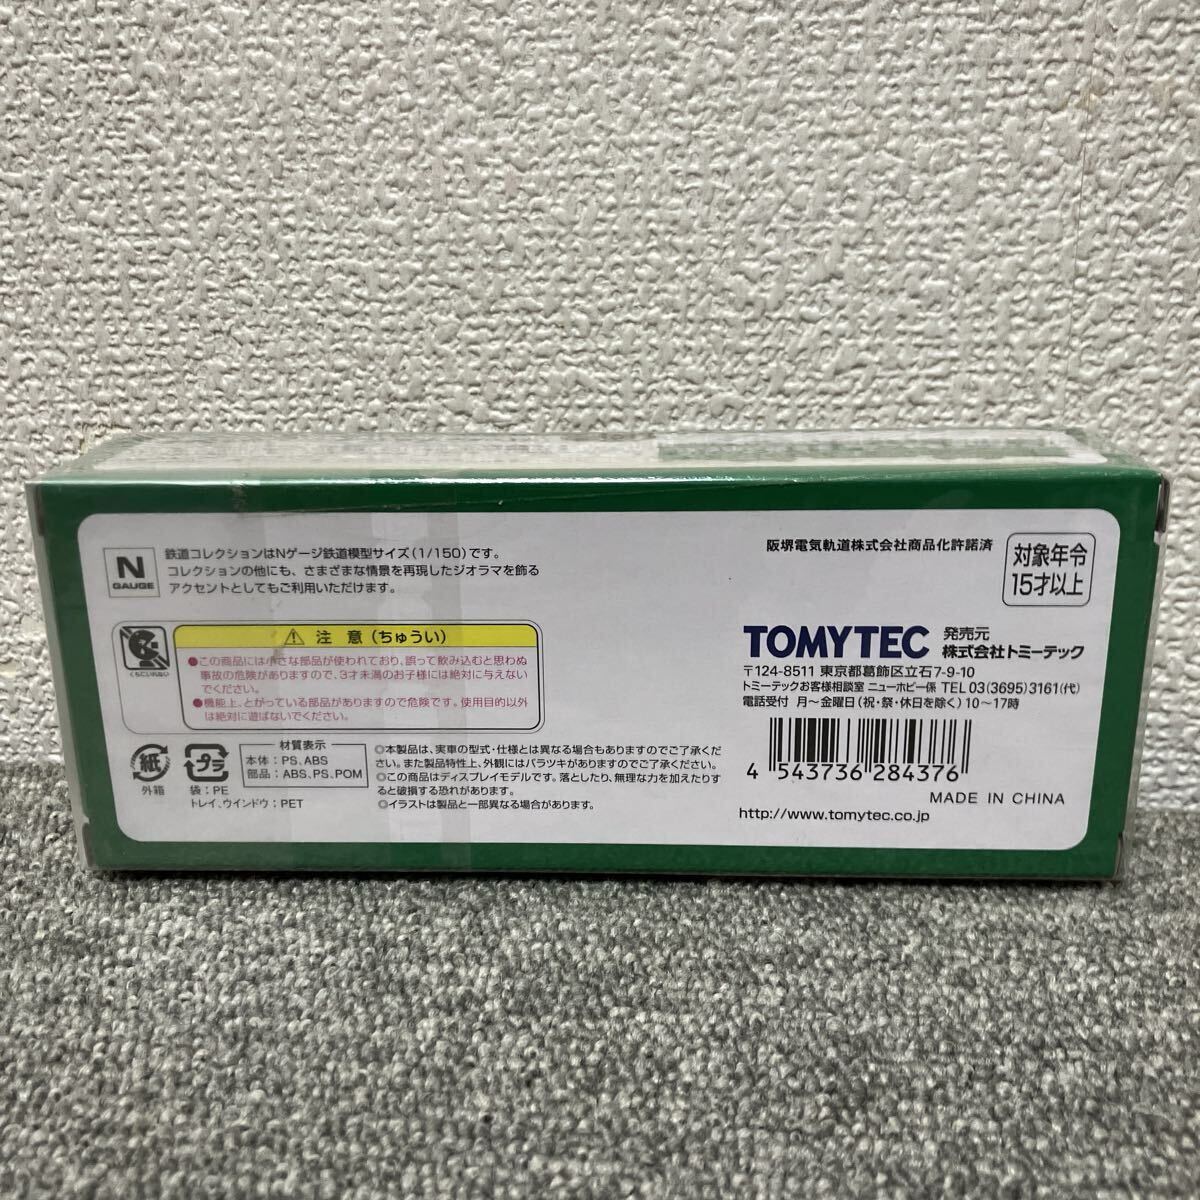 N
GAUGE
鉄道コレクションはNゲージ鉄道模型サイズ(1/150)です。
コレクションの他にも、さまざまな情景を再現したジオラマを飾る
アクセントとしてもご利用いただけます。
阪堺電気軌道株式会社商品化許諾済
対象年令
15才以上
くちにいれない
注 意(ちゅうい)
●この商品には小さな部品が使われており、誤って飲み込むと思わぬ
事故の危険がありますので、3才未満のお子様には絶対に与えない
でください。
●機能上、とがっている部品がありますので危険です。使用目的以外
は絶対に遊ばないでください。
TOMYTEC
発売元
株式会社トミーテック
〒124-8511 東京都葛飾区立石7-9-10
トミーテックお客様相談室 ニューホビー係 TEL 03(3695)3161(代)
電話受付 月～金曜日(祝・祭・休日を除く)10～17時
紙
外箱
プラ
袋:PE
トレイ、ウインドウ:PET
材質表示
本体:PS、ABS
部品:ABS、PS、POM
◎本製品は、実車の型式・仕様とは異なる場合もありますのでご了承くだ
さい。また製品特性上、外観にはバラツキがありますのでご了承ください。
◎この商品はディスプレイモデルです。落としたり、無理な力を加えたりす
ると破損する恐れがあります。
◎イラストは製品と一部異なる場合があります。
4 543736 284376
MADE IN CHINA
http://www.tomytec.co.jp